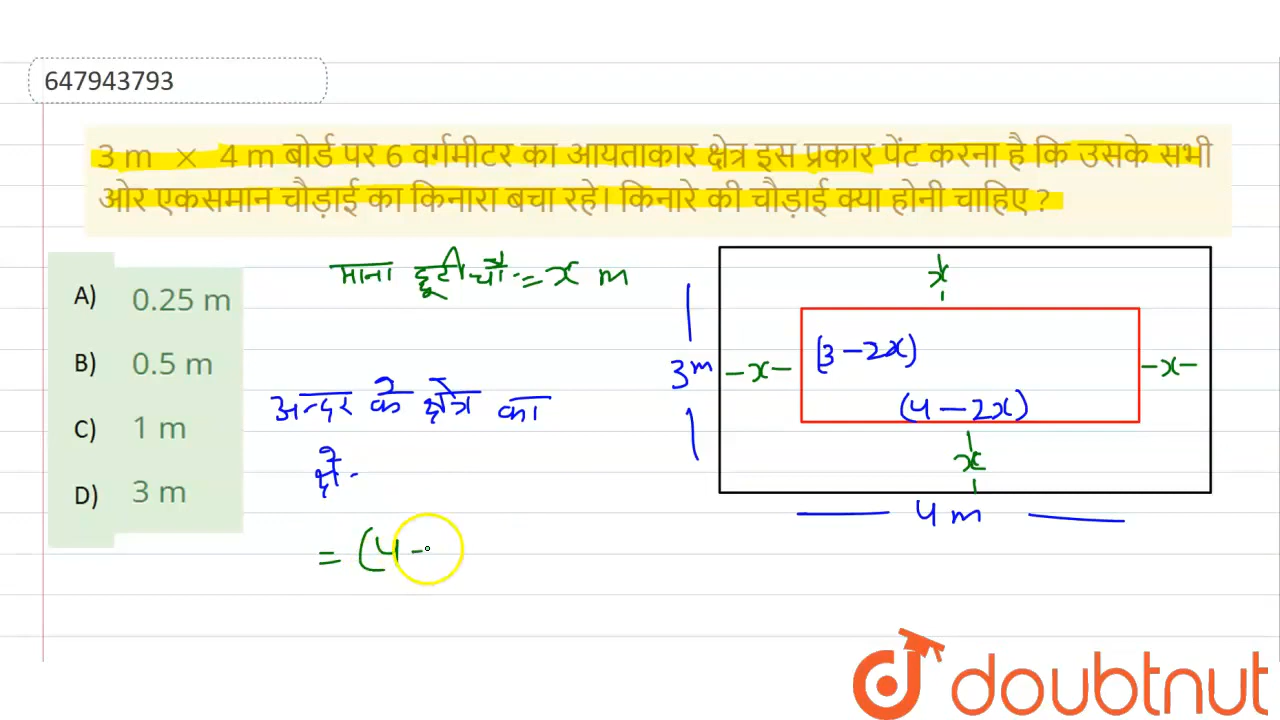 647943793
3 m × 4 m बोर्ड पर 6 वर्गमीटर का आयताकार क्षेत्र इस प्रकार पेंट करना है कि उसके सभी
ओर एकसमान चौड़ाई का किनारा बचा रहे। किनारे की चौड़ाई क्या होनी चाहिए ?
A) 0.25 m
B) 0.5 m
C) 1 m
D) 3 m
माना चौ. = x m
अन्दर के क्षेत्र का
क्षे.
= (4 -
x
3 m
- x -
(3 - 2x)
- x -
(4 - 2x)
x
4 m
doubtnut